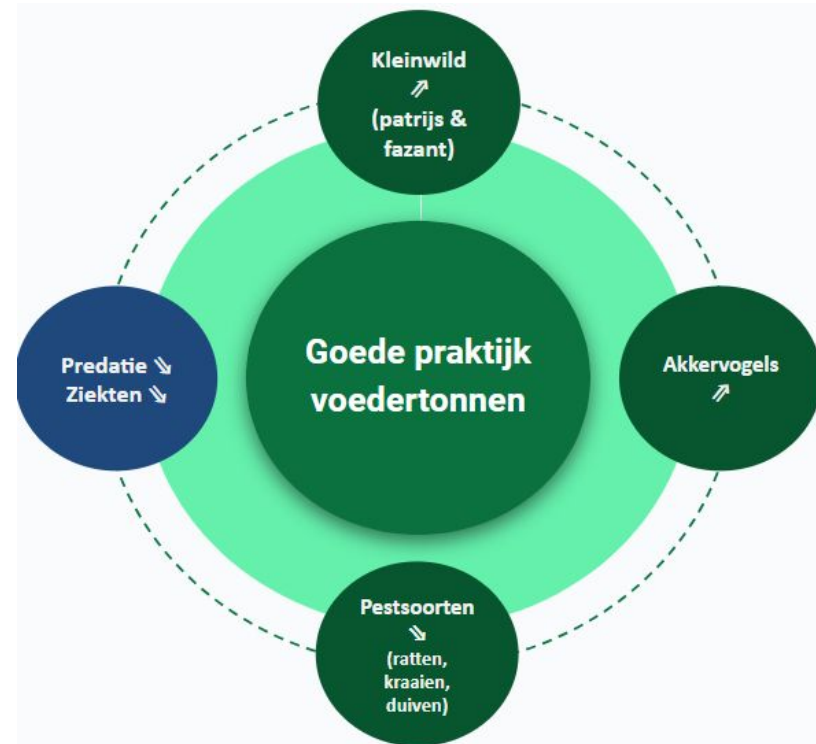 Kleinwild
⇗
(patrijs &
fazant)
Predatie ⇘
Ziekten ⇘
Goede praktijk
voedertonnen
Akkervogels
⇗
Pestsoorten
⇘
(ratten,
kraaien,
duiven)